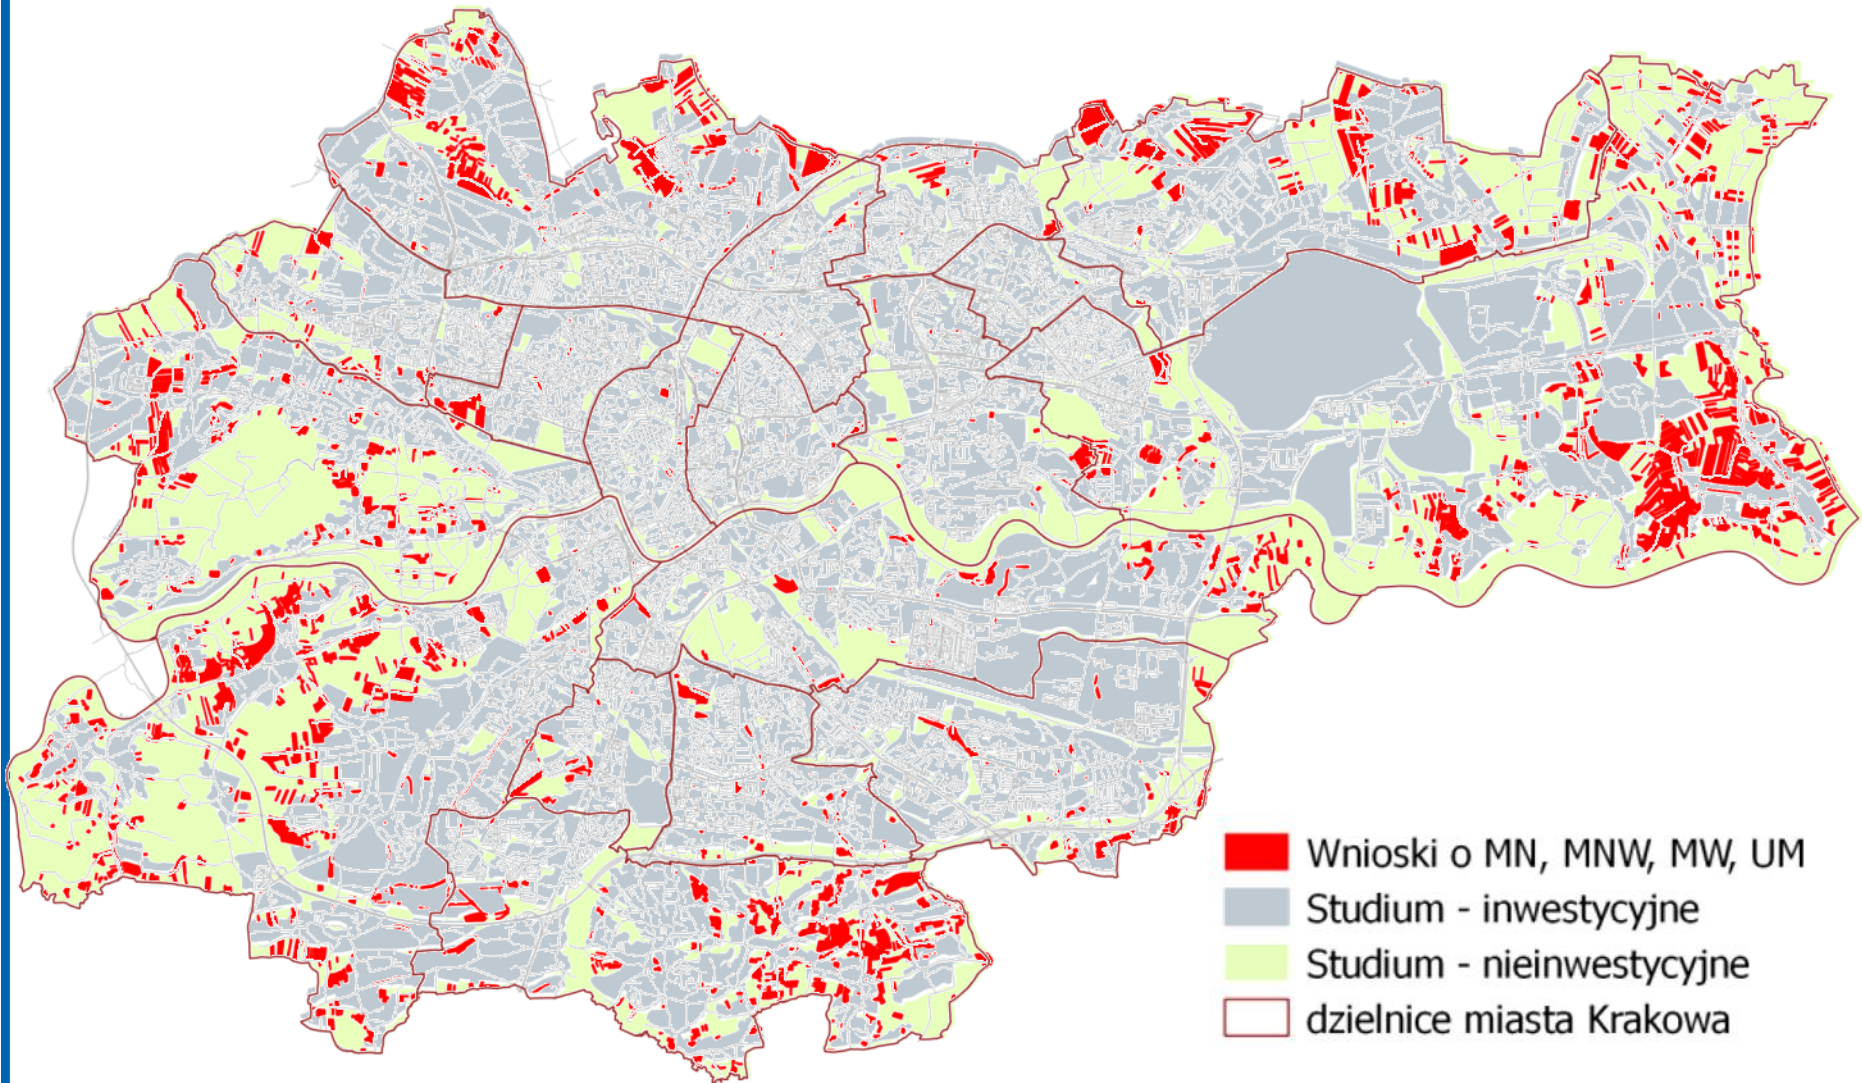 Wnioski o MN, MNW, MW, UM
Studium - inwestycyjne
Studium - nieinwestycyjne
dzielnice miasta Krakowa